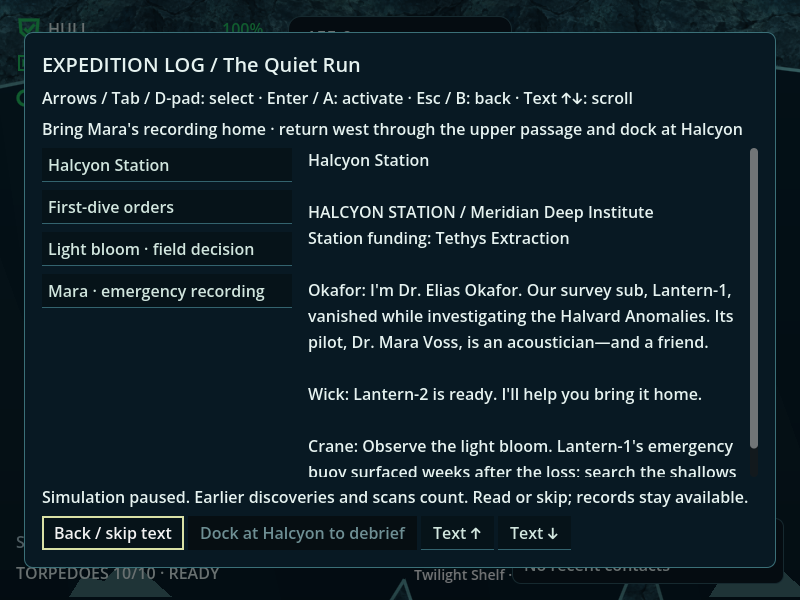 HULL 100%
EXPEDITION LOG / The Quiet Run
Arrows / Tab / D-pad: select · Enter / A: activate · Esc / B: back · Text ↑↓: scroll
Bring Mara's recording home · return west through the upper passage and dock at Halcyon
Halcyon Station
First-dive orders
Light bloom · field decision
Mara · emergency recording
Halcyon Station
HALCYON STATION / Meridian Deep Institute
Station funding: Tethys Extraction
Okafor: I'm Dr. Elias Okafor. Our survey sub, Lantern-1,
vanished while investigating the Halvard Anomalies. Its
pilot, Dr. Mara Voss, is an acoustician—and a friend.
Wick: Lantern-2 is ready. I'll help you bring it home.
Crane: Observe the light bloom. Lantern-1's emergency
buoy surfaced weeks after the loss: search the shallows
Simulation paused. Earlier discoveries and scans count. Read or skip; records stay available.
Back / skip text
Dock at Halcyon to debrief
Text ↑
Text ↓
TORPEDOES 10/10 · READY
Twilight Shelf ·
No recent contacts